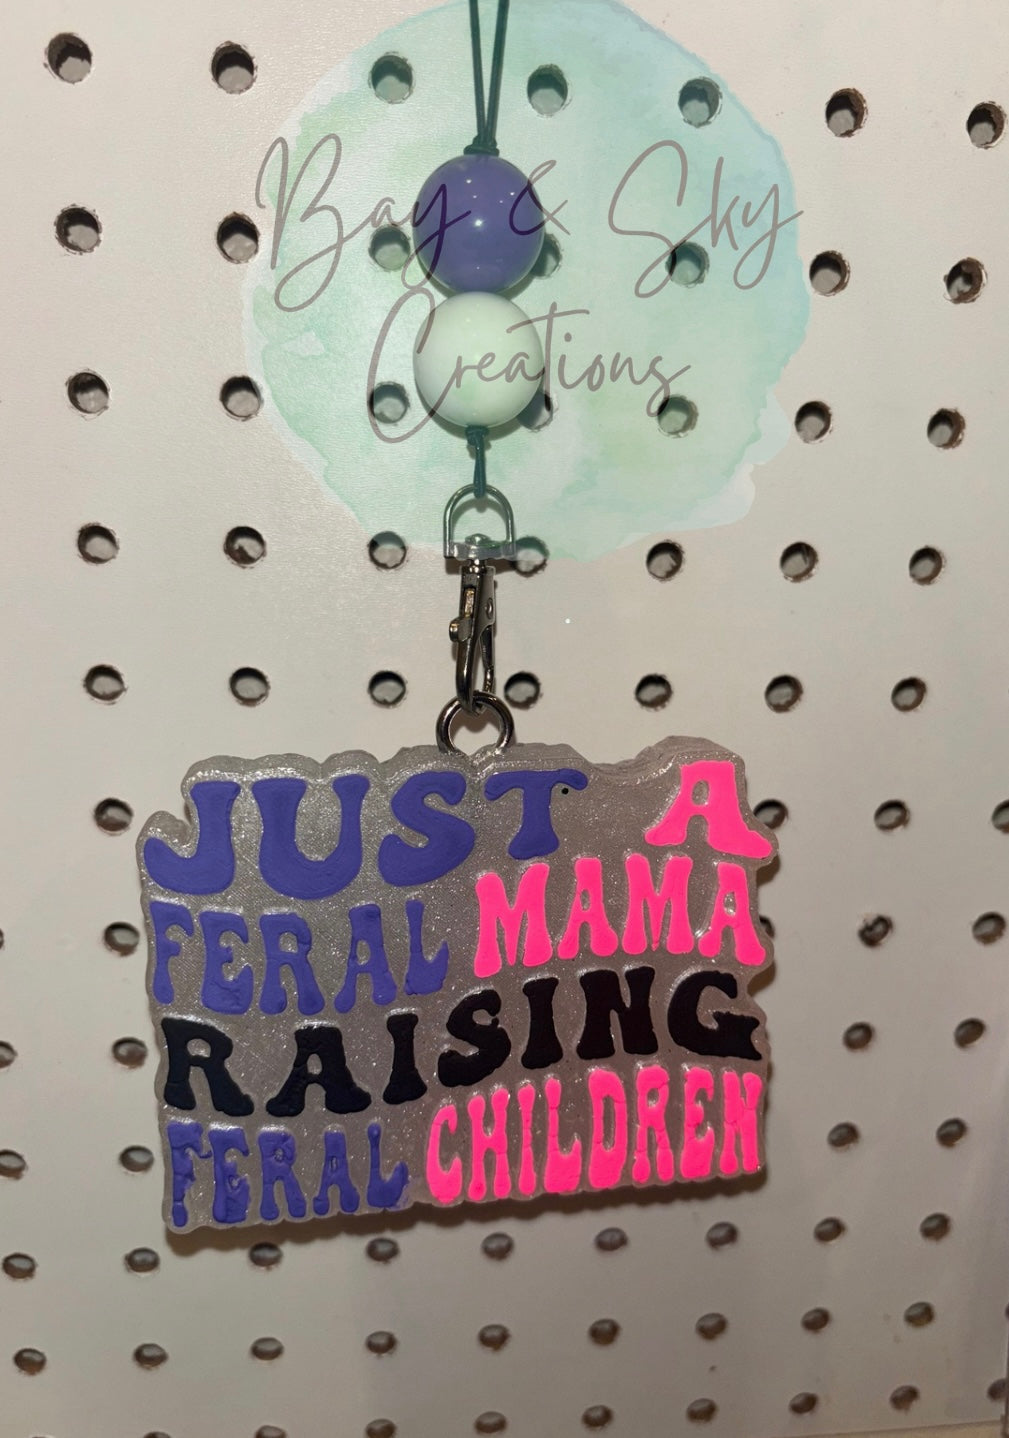 Bay & Sky
Creations
JUST A
FERAL MAMA
RAISING
FERAL CHILDREN